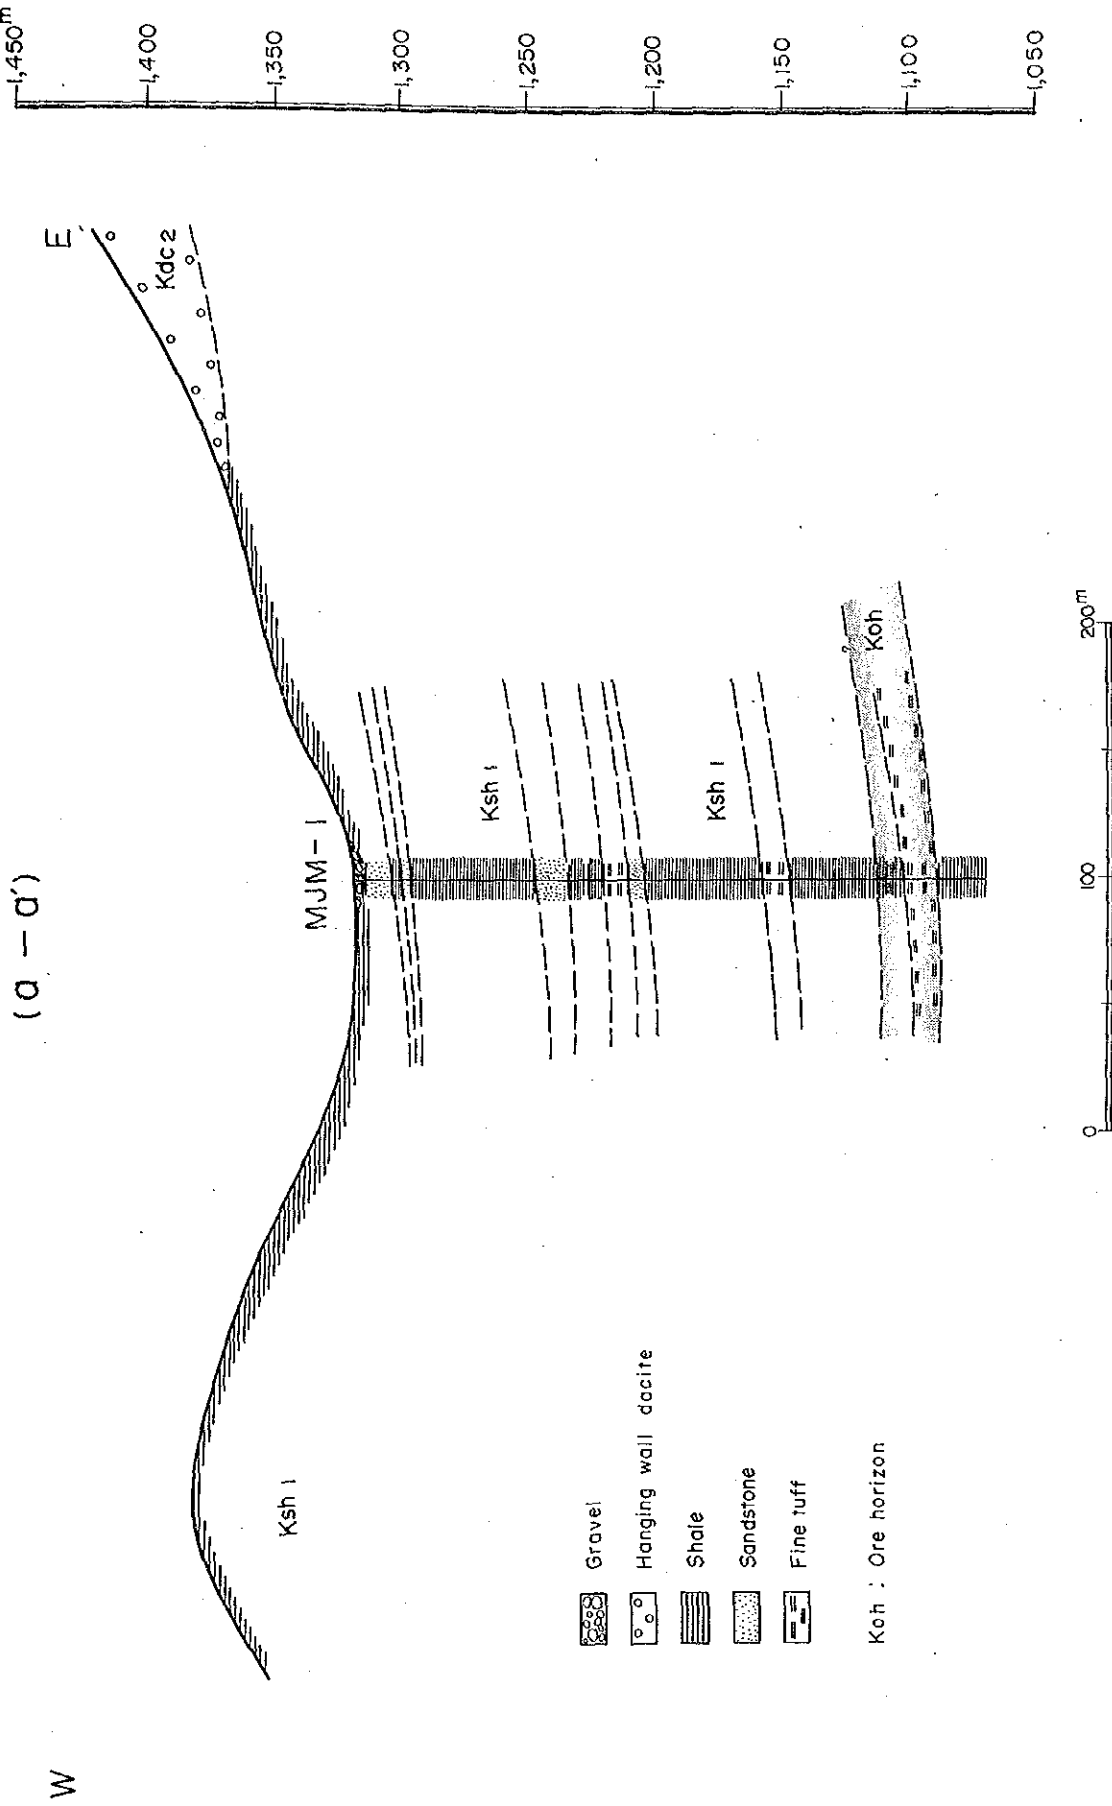 (a - a')
W
E
1,450m
1,400
1,350
1,300
1,250
1,200
1,150
1,100
1,050
Kdc2
MJM-1
Ksh1
Ksh1
Ksh1
?
Koh
Gravel
Hanging wall dacite
Shale
Sandstone
Fine tuff
Koh : Ore horizon
0
100
200m